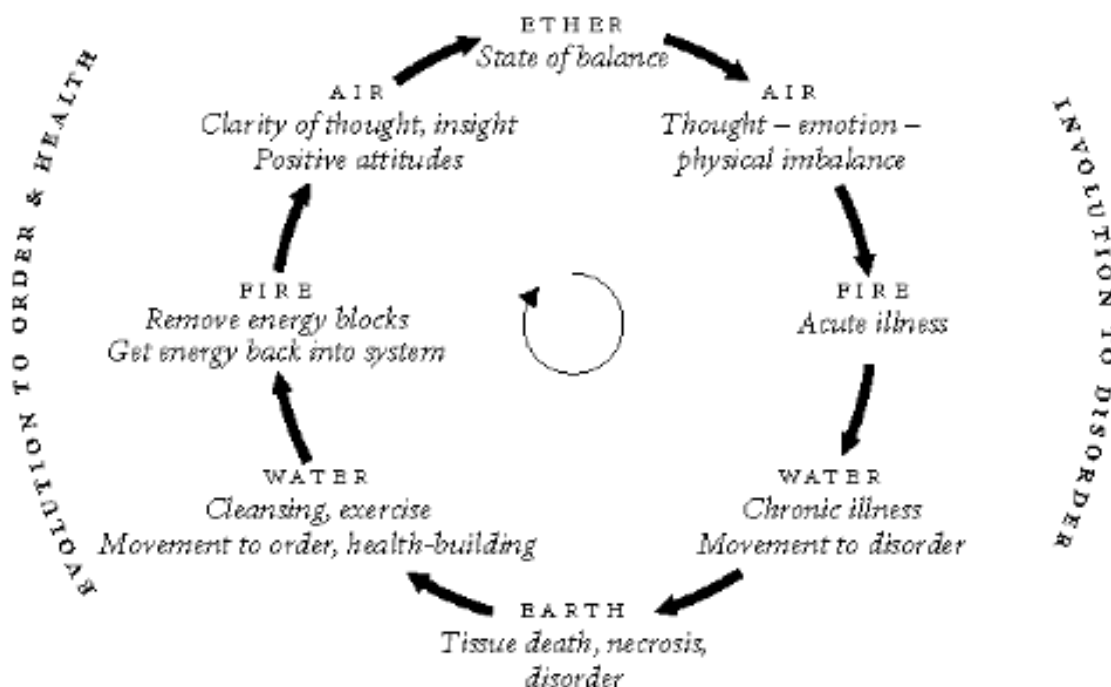 ETHER
State of balance
AIR
Thought – emotion –
physical imbalance
FIRE
Acute illness
WATER
Chronic illness
Movement to disorder
EARTH
Tissue death, necrosis,
disorder
WATER
Cleansing, exercise
Movement to order, health-building
FIRE
Remove energy blocks
Get energy back into system
AIR
Clarity of thought, insight
Positive attitudes
EVOLUTION TO ORDER & HEALTH
INVOLUTION TO DISORDER